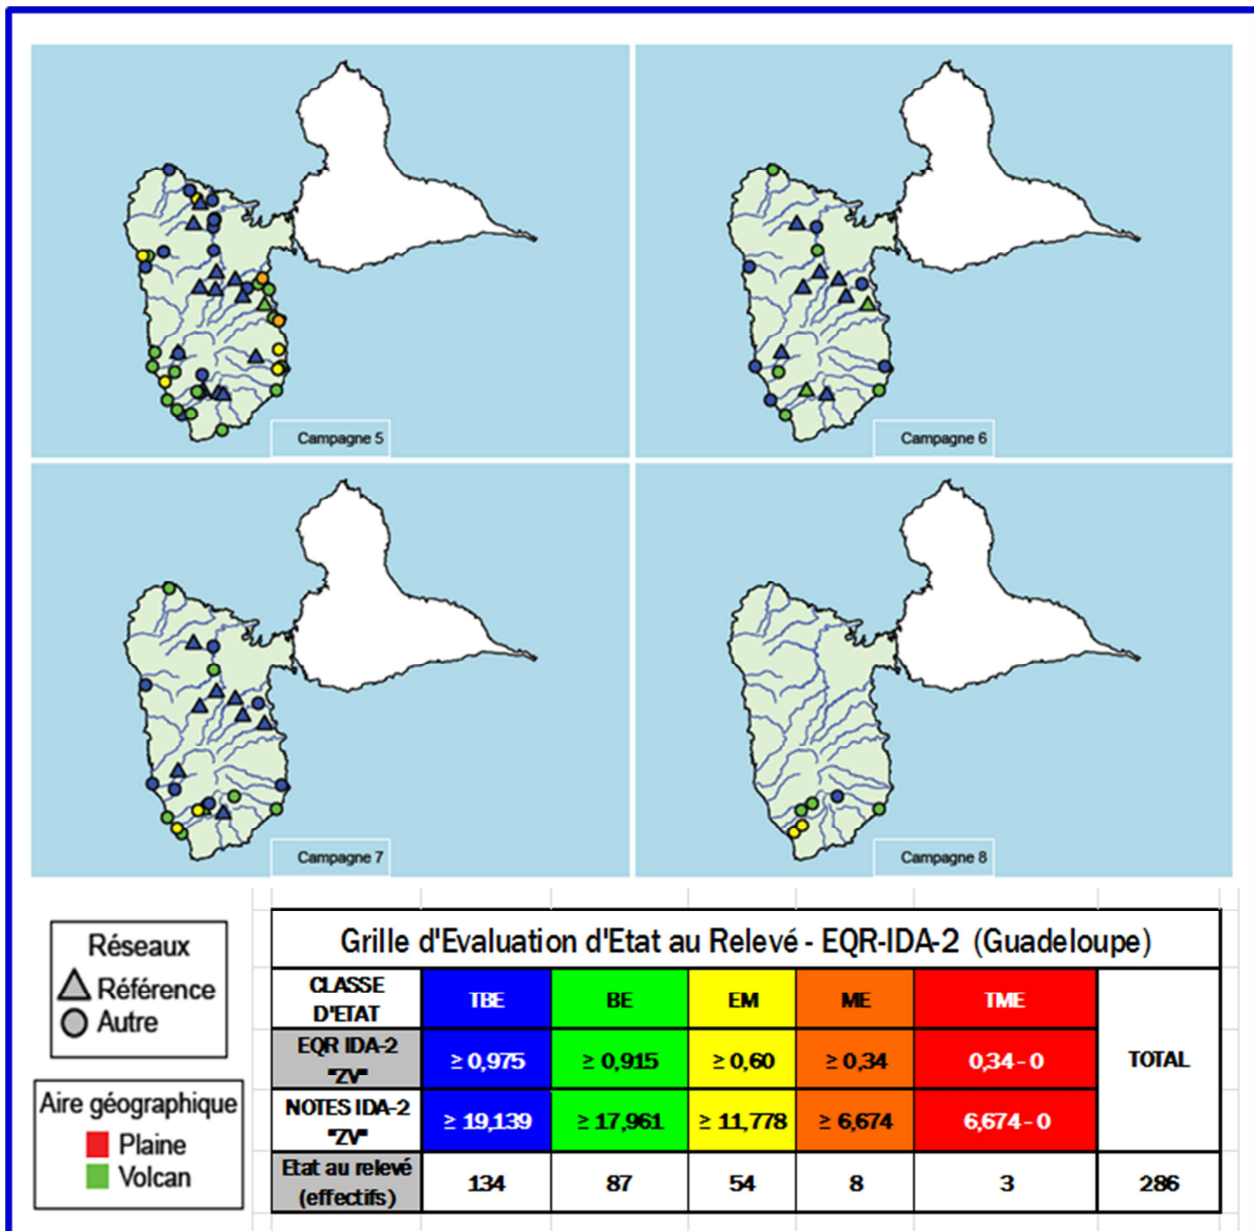 Campagne 5
Campagne 6
Campagne 7
Campagne 8
Réseaux
Référence
Autre
Aire géographique
Plaine
Volcan
Grille d'Evaluation d'Etat au Relevé - EQR-IDA-2 (Guadeloupe)
CLASSE D'ETAT TBE BE EM ME TME TOTAL
EQR IDA-2 "ZV" ≥ 0,975 ≥ 0,915 ≥ 0,60 ≥ 0,34 0,34 - 0
NOTES IDA-2 "ZV" ≥ 19,139 ≥ 17,961 ≥ 11,778 ≥ 6,674 6,674 - 0
Etat au relevé (effectifs) 134 87 54 8 3 286